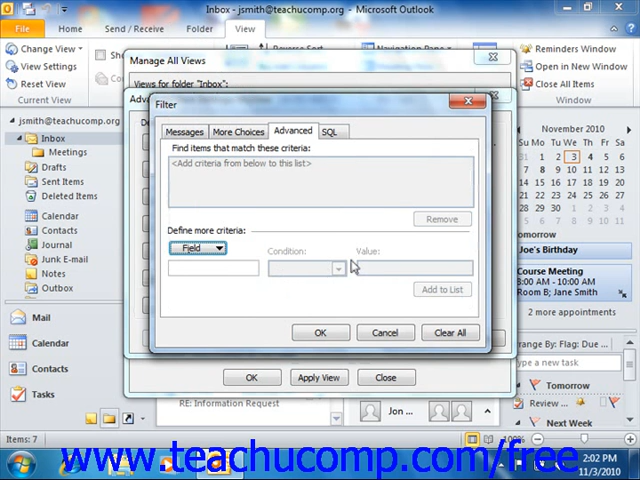 Inbox - jsmith@teachucomp.org - Microsoft Outlook
File
Home
Send / Receive
Folder
View
Change View
View Settings
Reset View
Current View
Reminders Window
Open in New Window
Close All Items
Window
Manage All Views
Views for folder "Inbox":
Filter
Messages
More Choices
Advanced
SQL
Find items that match these criteria:
<Add criteria from below to this list>
Remove
Define more criteria:
Field
Condition:
Value:
Add to List
OK
Cancel
Clear All
OK
Apply View
Close
jsmith@teachucomp.org
Inbox
Meetings
Drafts
Sent Items
Deleted Items
Calendar
Contacts
Journal
Junk E-mail
Notes
Outbox
Mail
Calendar
Contacts
Tasks
November 2010
Mo Tu We Th Fr Sa
31 1 2 3 4 5 6
7 8 9 10 11 12 13
14 15 16 17 18 19 20
21 22 23 24 25 26 27
28 29 30 1 2 3 4
Joe's Birthday
Course Meeting
8:00 AM - 10:00 AM
Room B; Jane Smith
2 more appointments
Arrange By: Flag: Due ...
Type a new task
Tomorrow
Review ...
Next Week
RE: Information Request
Jon ...
Items: 7
100%
www.teachucomp.com/free
2:02 PM
11/3/2010